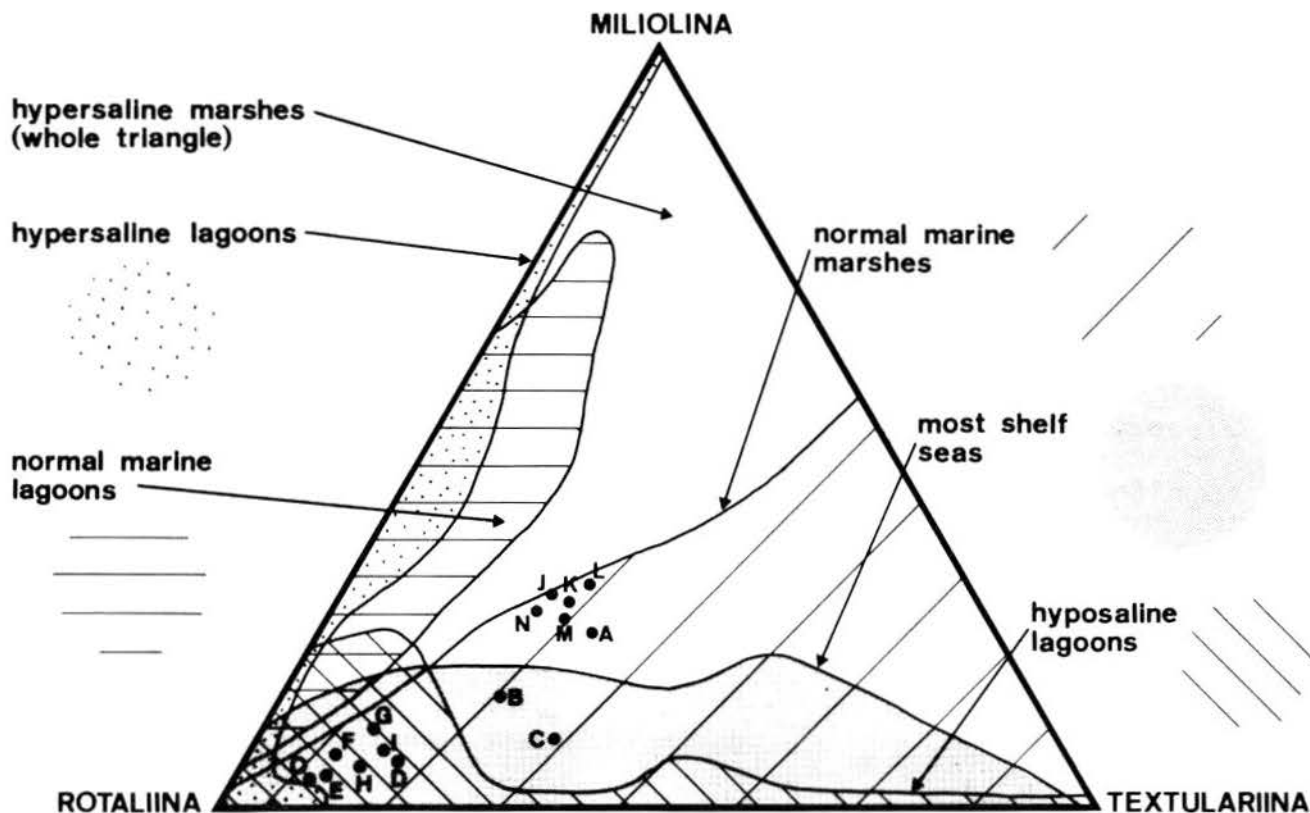 MILIOLINA
hypersaline marshes
(whole triangle)
hypersaline lagoons
normal marine
marshes
most shelf
seas
normal marine
lagoons
J K L
N M A
hyposaline
lagoons
B
G
C
F I
O E H D
ROTALIINA
TEXTULARIINA